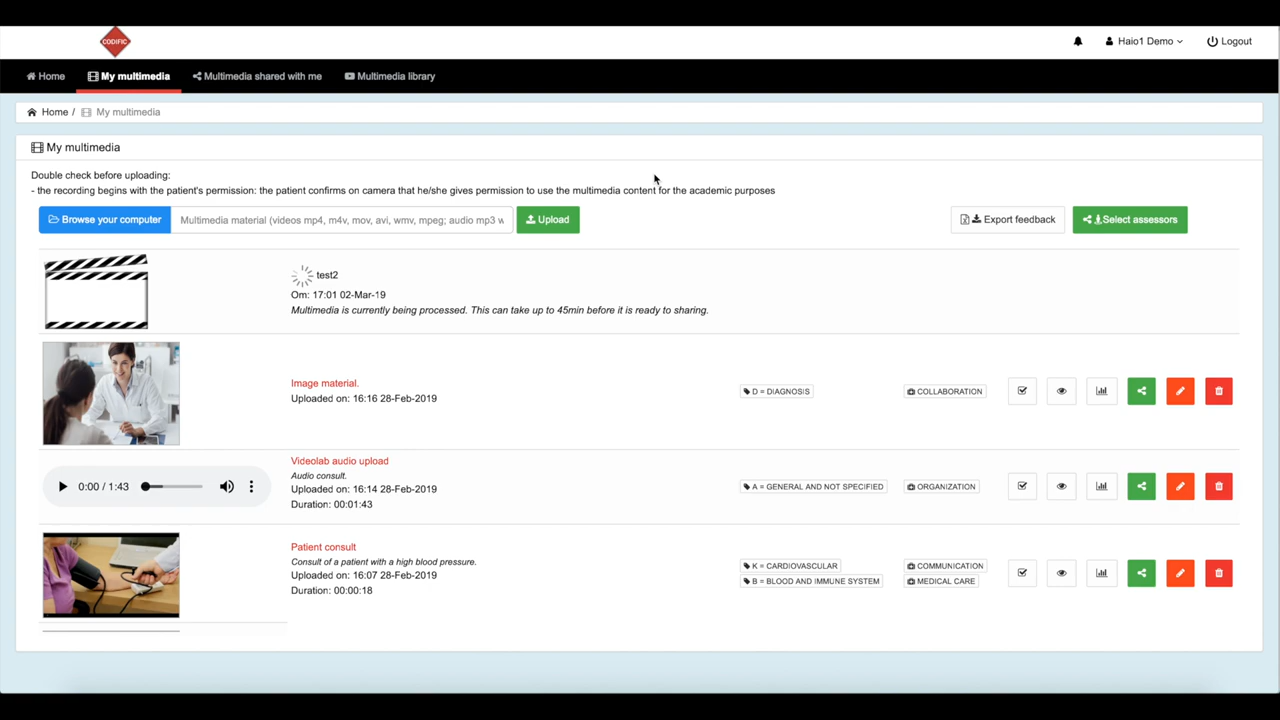 CODIFIC
Haio1 Demo
Logout
Home
My multimedia
Multimedia shared with me
Multimedia library
Home /
My multimedia
My multimedia
Double check before uploading:
- the recording begins with the patient's permission: the patient confirms on camera that he/she gives permission to use the multimedia content for the academic purposes
Browse your computer
Multimedia material (videos mp4, m4v, mov, avi, wmv, mpeg; audio mp3 w
Upload
Export feedback
Select assessors
test2
Om: 17:01 02-Mar-19
Multimedia is currently being processed. This can take up to 45min before it is ready to sharing.
Image material.
Uploaded on: 16:16 28-Feb-2019
D = DIAGNOSIS
COLLABORATION
0:00 / 1:43
Videolab audio upload
Audio consult.
Uploaded on: 16:14 28-Feb-2019
Duration: 00:01:43
A = GENERAL AND NOT SPECIFIED
ORGANIZATION
Patient consult
Consult of a patient with a high blood pressure.
Uploaded on: 16:07 28-Feb-2019
Duration: 00:00:18
K = CARDIOVASCULAR
B = BLOOD AND IMMUNE SYSTEM
COMMUNICATION
MEDICAL CARE